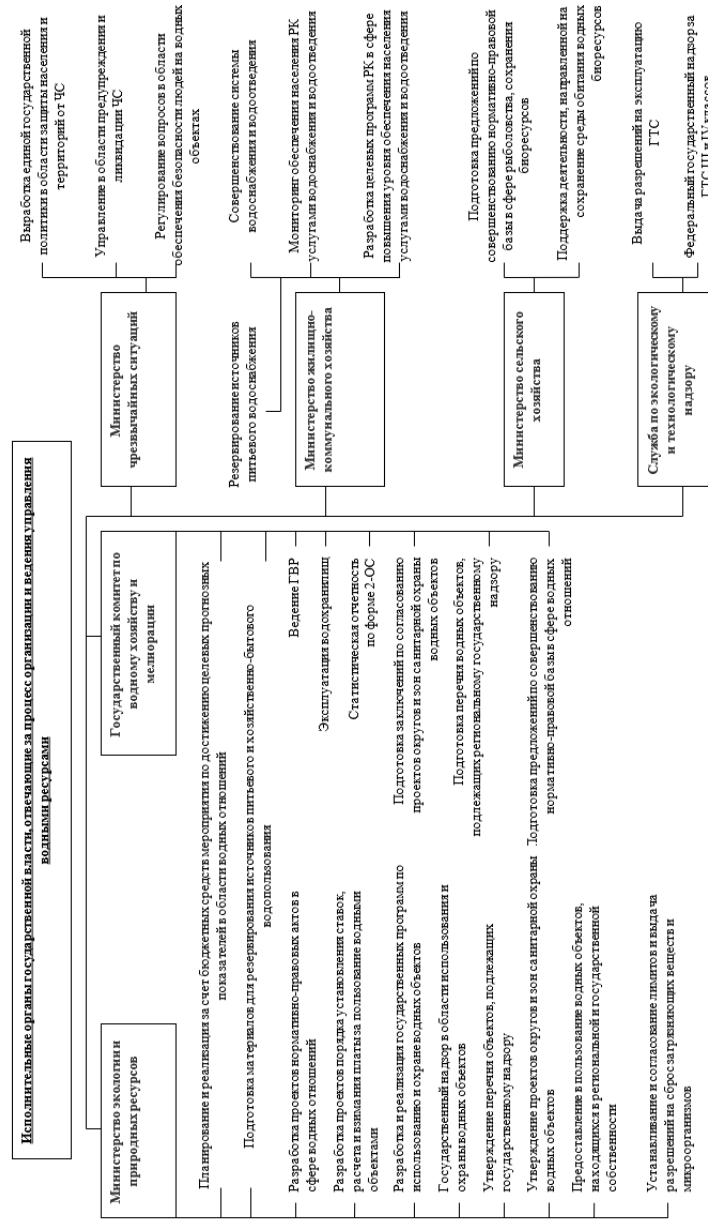 Исполнительные органы государственной власти, отвечающие за процесс организации и ведения управления
водными ресурсами
Министерство экологии и
природных ресурсов
Государственный комитет по
водному хозяйству и
мелиорации
Планирование и реализация за счет бюджетных средств мероприятия по достижению целевых прогнозных
показателей в области водных отношений
Подготовка материалов для резервирования источников питьевого и хозяйственно-бытового
водопользования
Разработка проектов нормативно-правовых актов в
сфере водных отношений
Разработка проектов порядка установления ставок,
расчета и взимания платы за пользование водными
объектами
Разработка и реализация государственных программ по
использованию и охране водных объектов
Государственный надзор в области использования и
охраны водных объектов
Утверждение перечня объектов, подлежащих
государственному надзору
Утверждение проектов округов и зон санитарной охраны
водных объектов
Предоставление в пользование водных объектов,
находящихся в региональной и государственной
собственности
Устанавливание и согласование лимитов и выдача
разрешений на сброс загрязняющих веществ и
микроорганизмов
Ведение ГВР
Эксплуатация водохранилищ
Статистическая отчетность
по форме 2-ОС
Подготовка заключений по согласованию
проектов округов и зон санитарной охраны
водных объектов
Подготовка перечня водных объектов,
подлежащих региональному государственному
надзору
Подготовка предложений по совершенствованию
нормативно-правовой базы в сфере водных
отношений
Министерство
чрезвычайных ситуаций
Выработка единой государственной
политики в области защиты населения и
территорий от ЧС
Управление в области предупреждения и
ликвидации ЧС
Регулирование вопросов в области
обеспечения безопасности людей на водных
объектах
Резервирование источников
питьевого водоснабжения
Министерство жилищно-
коммунального хозяйства
Совершенствование системы
водоснабжения и водоотведения
Мониторинг обеспечения населения РК
услугами водоснабжения и водоотведения
Разработка целевых программ РК в сфере
повышения уровня обеспечения населения
услугами водоснабжения и водоотведения
Министерство сельского
хозяйства
Подготовка предложений по
совершенствованию нормативно-правовой
базы в сфере рыболовства, сохранения
биоресурсов
Поддержка деятельности, направленной на
сохранение среды обитания водных
биоресурсов
Служба по экологическому
и технологическому
надзору
Выдача разрешений на эксплуатацию
ГТС
Федеральный государственный надзор за
ГТС III и IV классов